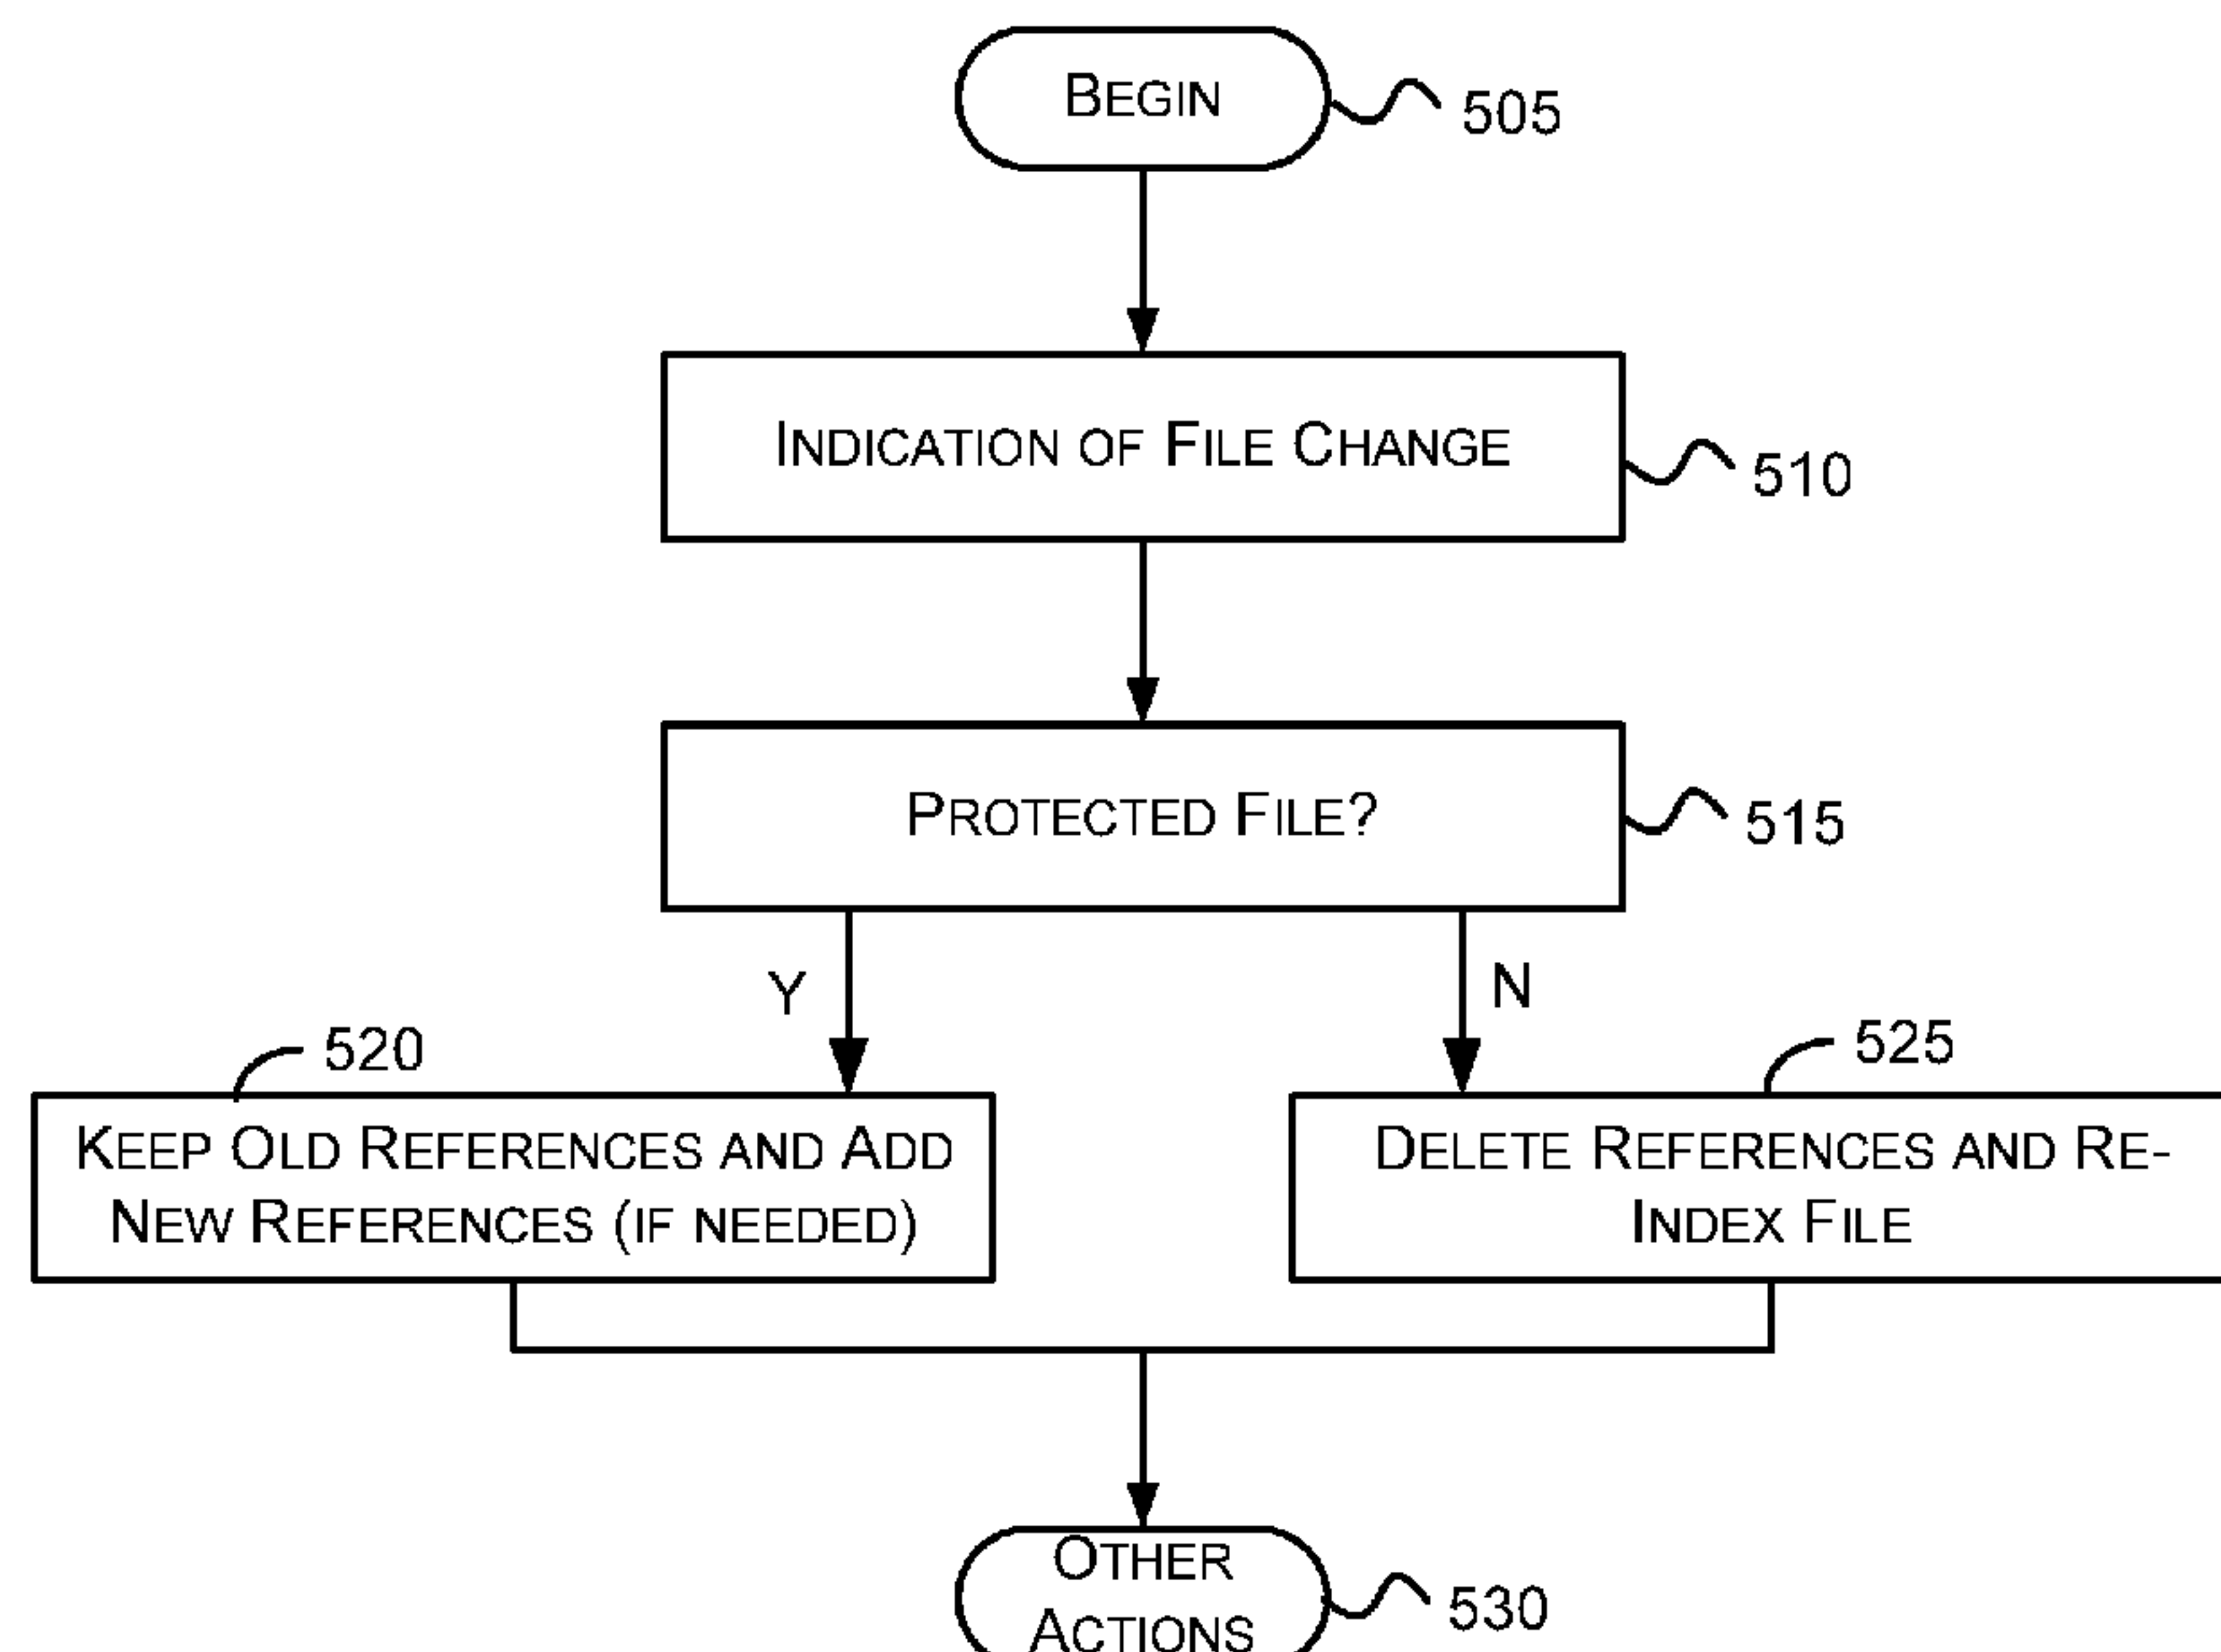 BEGIN
505
INDICATION OF FILE CHANGE
510
PROTECTED FILE?
515
Y
N
520
525
KEEP OLD REFERENCES AND ADD
NEW REFERENCES (IF NEEDED)
DELETE REFERENCES AND RE-
INDEX FILE
OTHER
ACTIONS
530